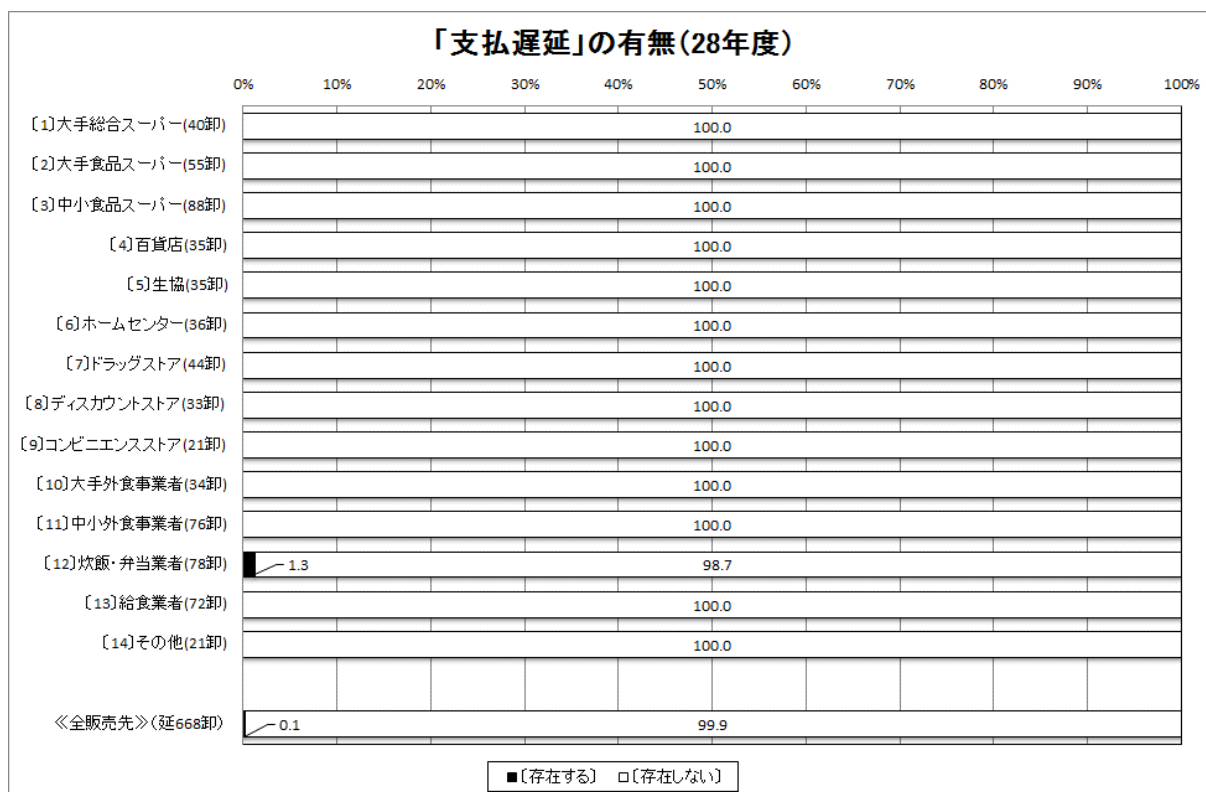 「支払遅延」の有無(28年度)
0% 10% 20% 30% 40% 50% 60% 70% 80% 90% 100%
〔1〕大手総合スーパー(40卸) 100.0
〔2〕大手食品スーパー(55卸) 100.0
〔3〕中小食品スーパー(88卸) 100.0
〔4〕百貨店(35卸) 100.0
〔5〕生協(35卸) 100.0
〔6〕ホームセンター(36卸) 100.0
〔7〕ドラッグストア(44卸) 100.0
〔8〕ディスカウントストア(33卸) 100.0
〔9〕コンビニエンスストア(21卸) 100.0
〔10〕大手外食事業者(34卸) 100.0
〔11〕中小外食事業者(76卸) 100.0
〔12〕炊飯・弁当業者(78卸) 1.3 98.7
〔13〕給食業者(72卸) 100.0
〔14〕その他(21卸) 100.0
≪全販売先≫(延668卸) 0.1 99.9
■〔存在する〕 □〔存在しない〕